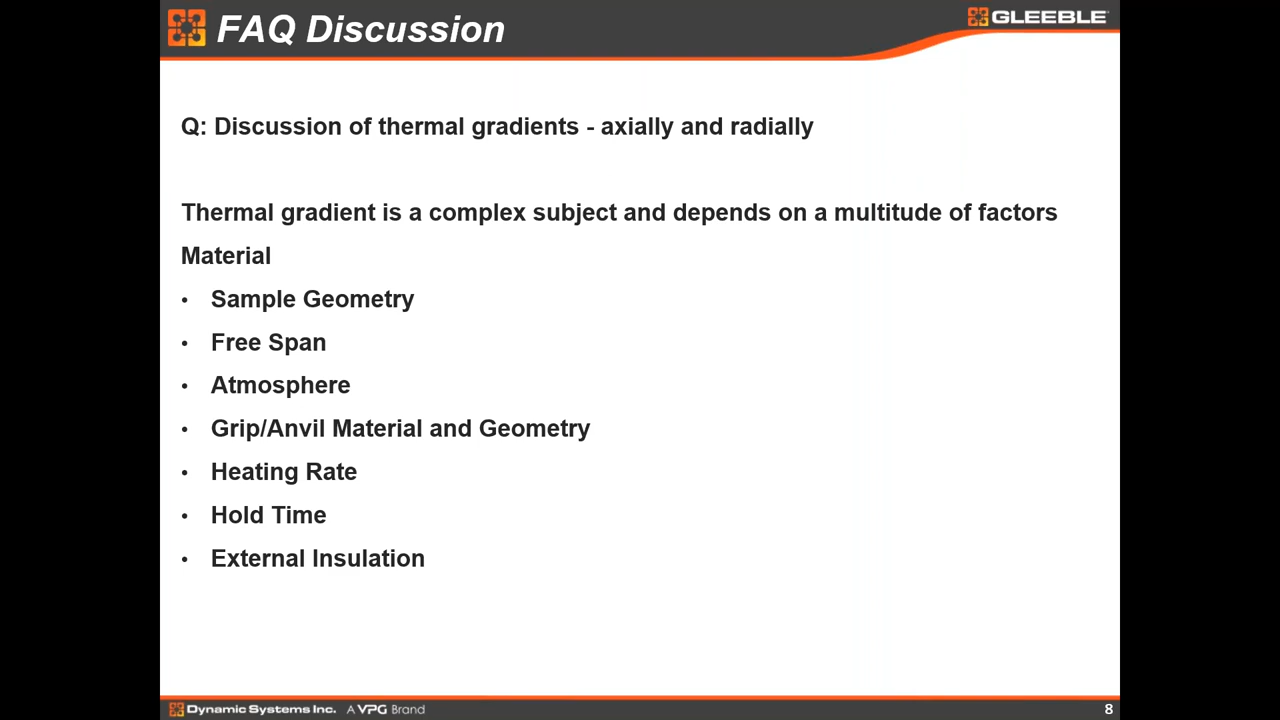 FAQ Discussion
GLEEBLE®
Q: Discussion of thermal gradients - axially and radially
Thermal gradient is a complex subject and depends on a multitude of factors
Material
• Sample Geometry
• Free Span
• Atmosphere
• Grip/Anvil Material and Geometry
• Heating Rate
• Hold Time
• External Insulation
Dynamic Systems Inc. A VPG Brand
8